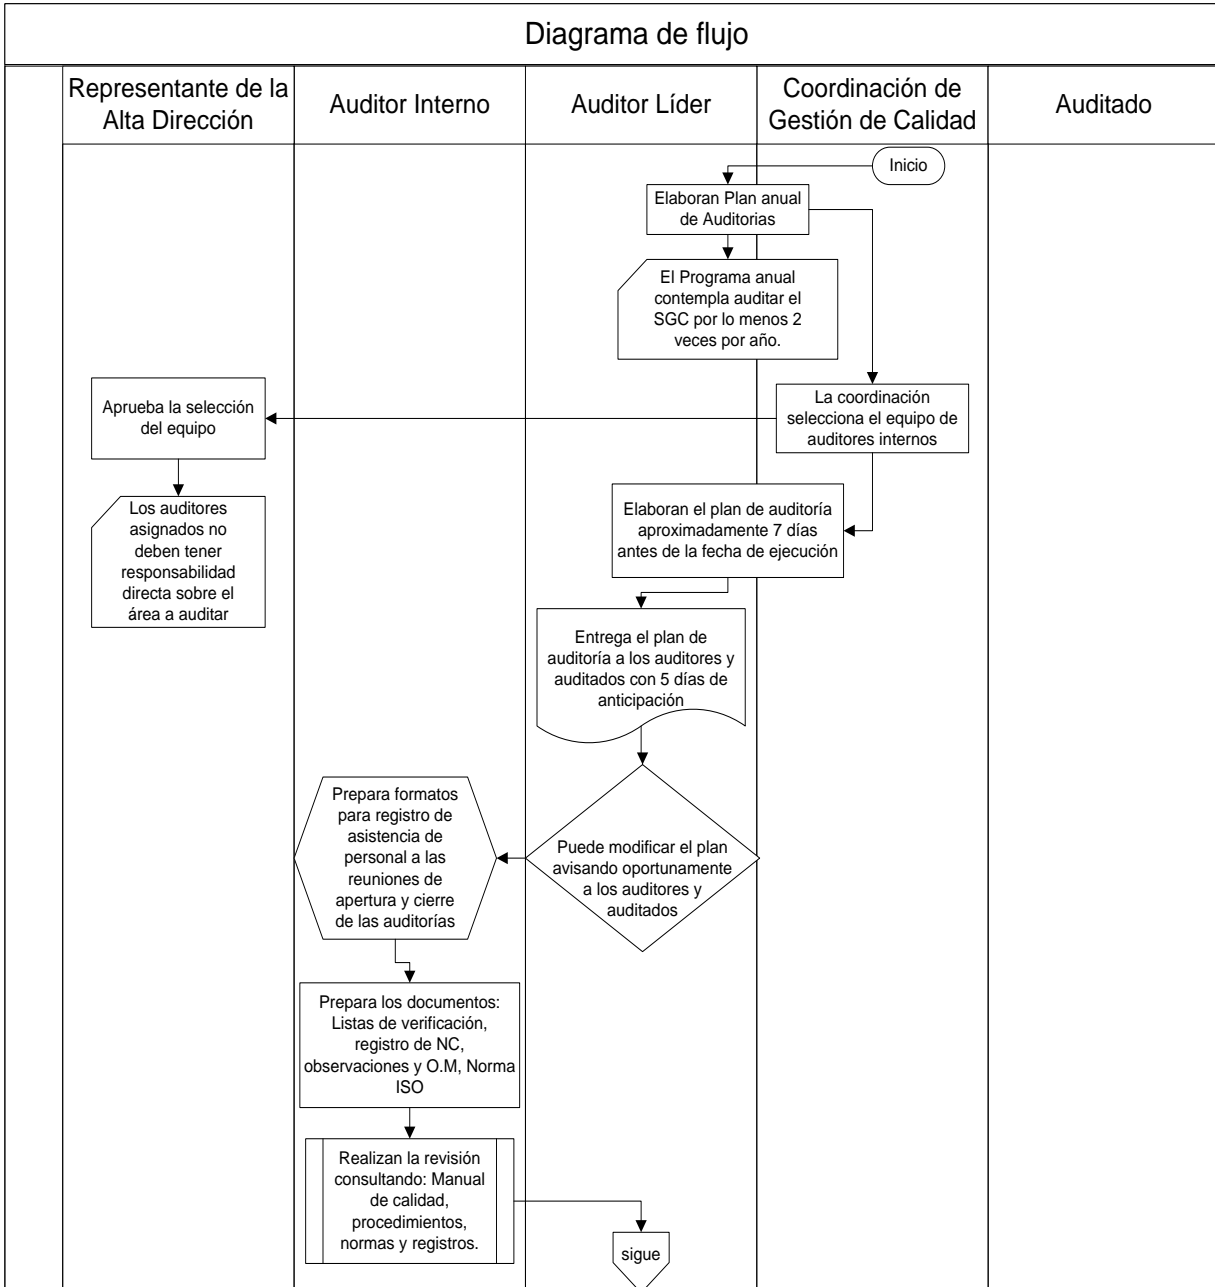 Diagrama de flujo
Representante de la
Alta Dirección
Auditor Interno
Auditor Líder
Coordinación de
Gestión de Calidad
Auditado
Inicio
Elaboran Plan anual
de Auditorias
El Programa anual
contempla auditar el
SGC por lo menos 2
veces por año.
Aprueba la selección
del equipo
La coordinación
selecciona el equipo de
auditores internos
Los auditores
asignados no
deben tener
responsabilidad
directa sobre el
área a auditar
Elaboran el plan de auditoría
aproximadamente 7 días
antes de la fecha de ejecución
Entrega el plan de
auditoría a los auditores y
auditados con 5 días de
anticipación
Prepara formatos
para registro de
asistencia de
personal a las
reuniones de
apertura y cierre
de las auditorías
Puede modificar el plan
avisando oportunamente
a los auditores y
auditados
Prepara los documentos:
Listas de verificación,
registro de NC,
observaciones y O.M, Norma
ISO
Realizan la revisión
consultando: Manual
de calidad,
procedimientos,
normas y registros.
sigue